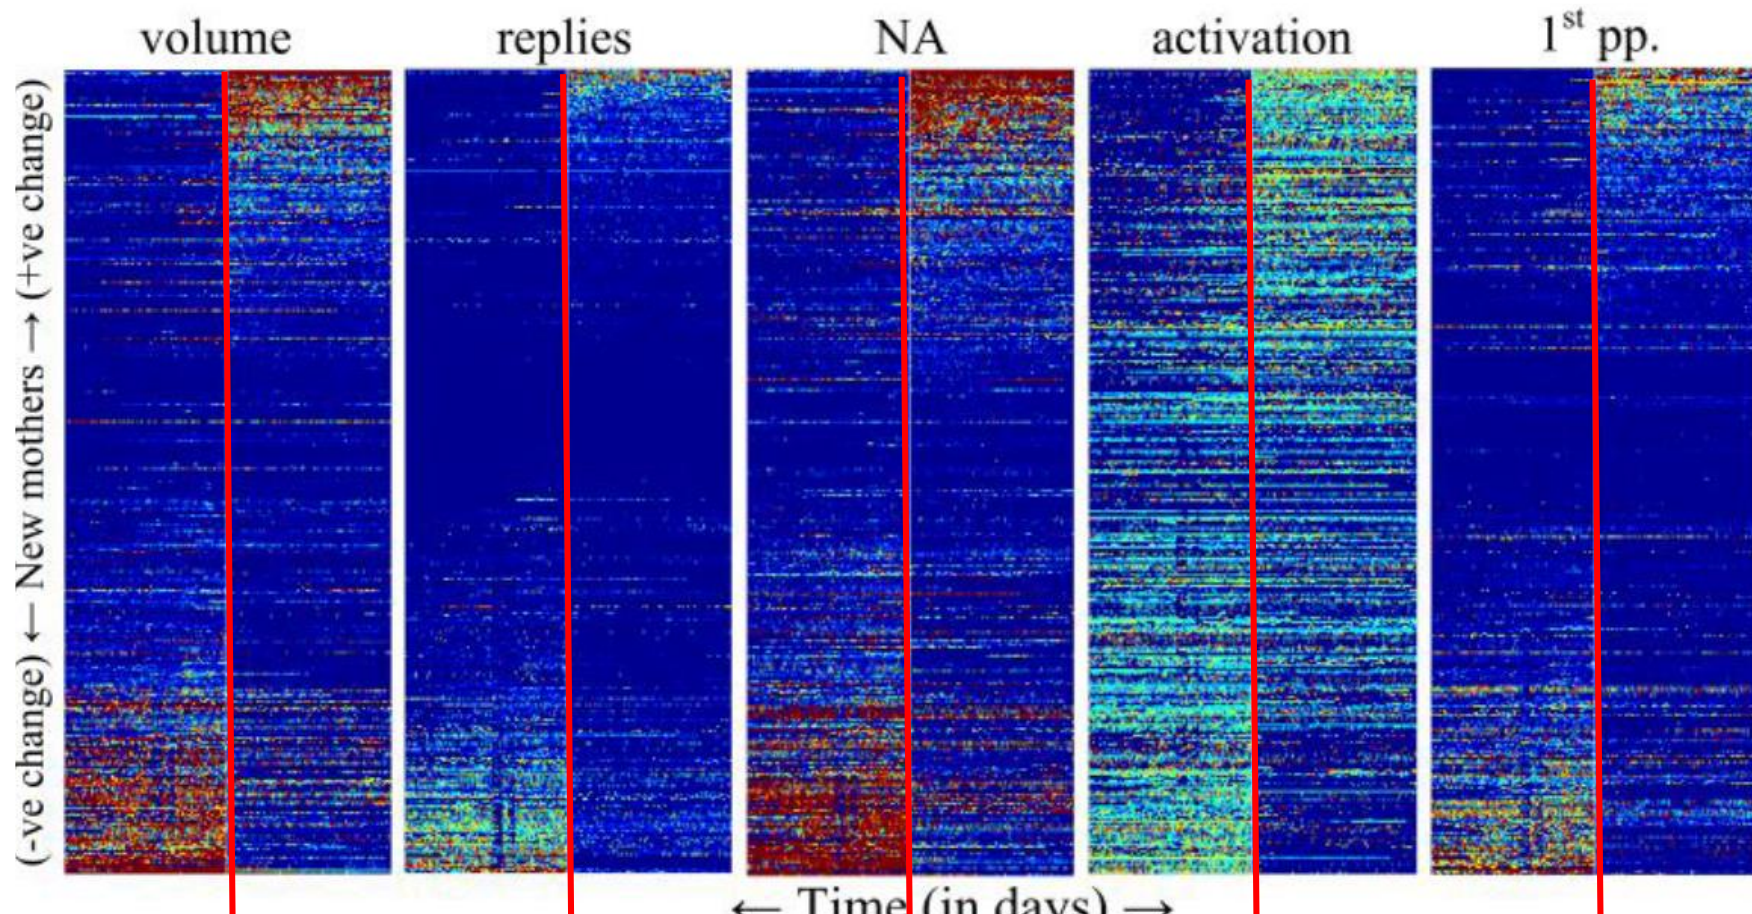 volume
replies
NA
activation
1st pp.
(-ve change) ← New mothers → (+ve change)
← Time (in days) →